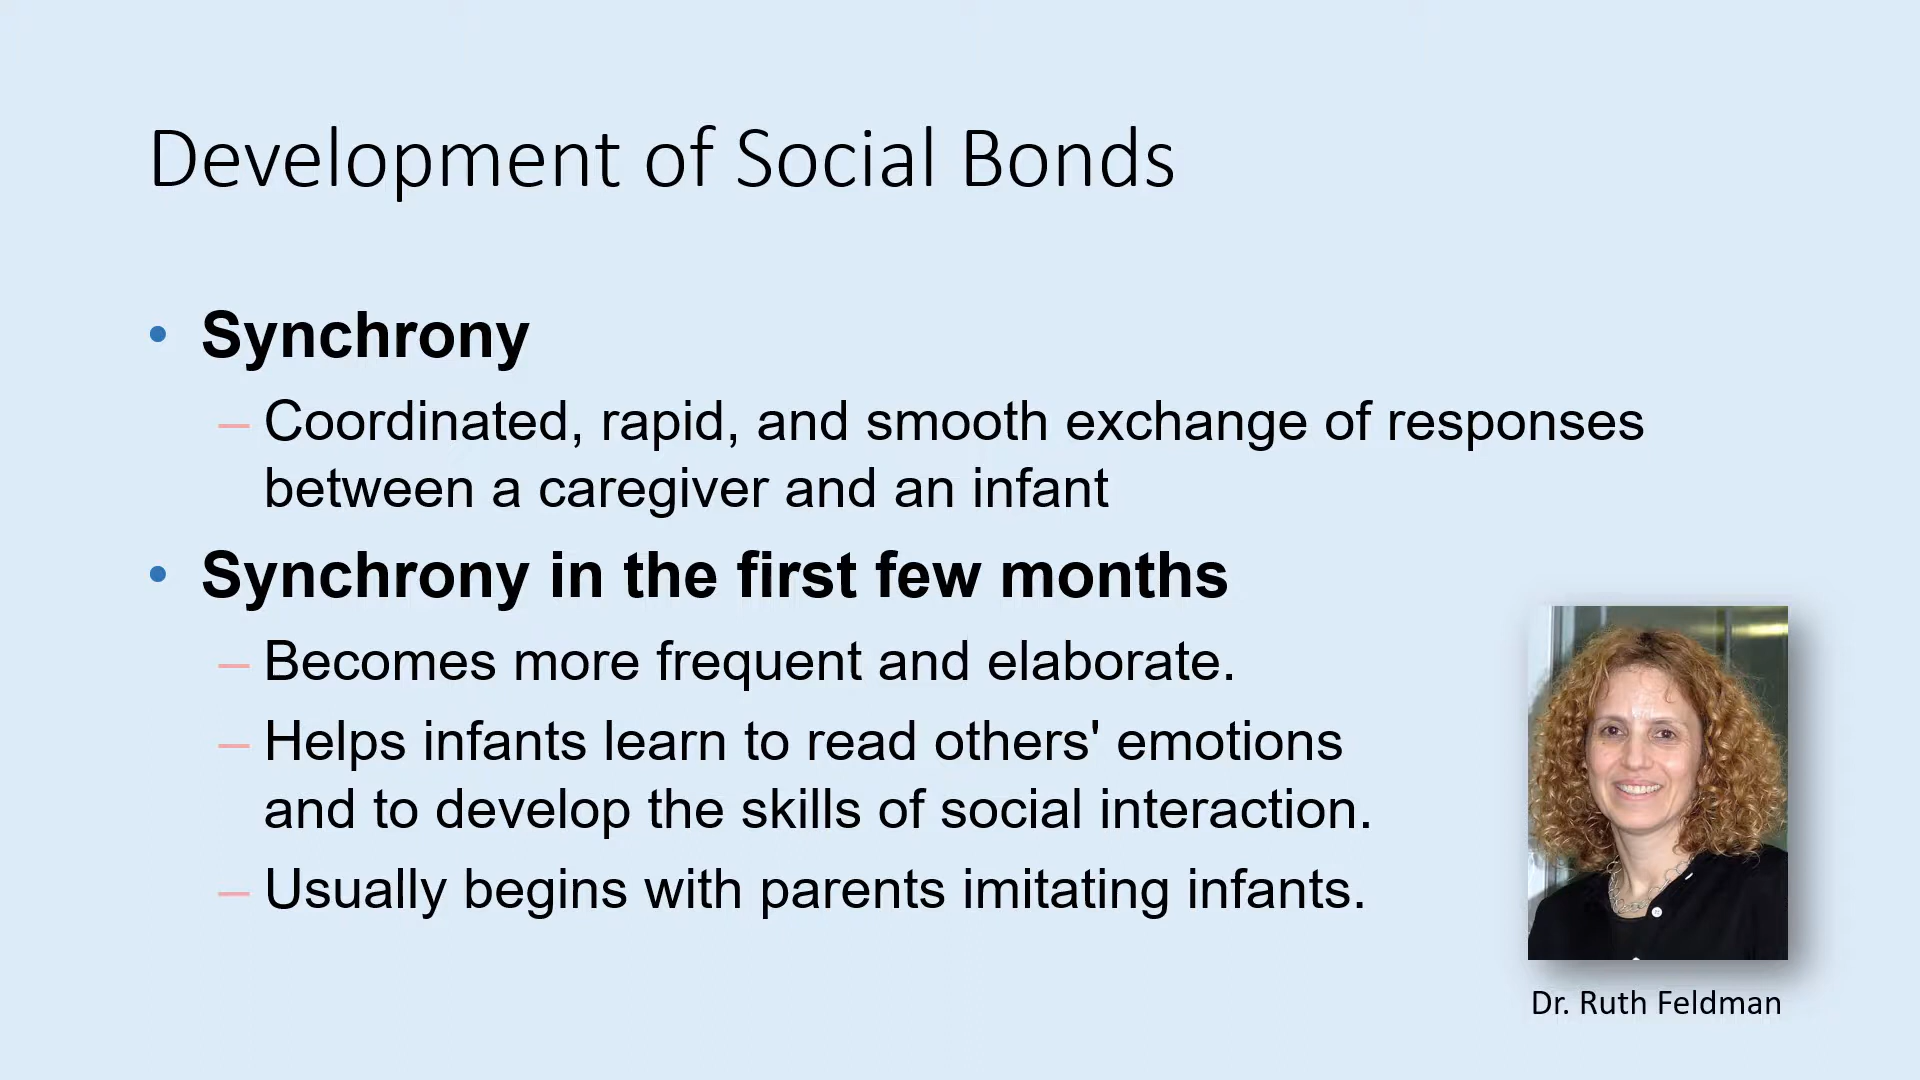 Development of Social Bonds
• Synchrony
– Coordinated, rapid, and smooth exchange of responses
between a caregiver and an infant
• Synchrony in the first few months
– Becomes more frequent and elaborate.
– Helps infants learn to read others' emotions
and to develop the skills of social interaction.
– Usually begins with parents imitating infants.
Dr. Ruth Feldman